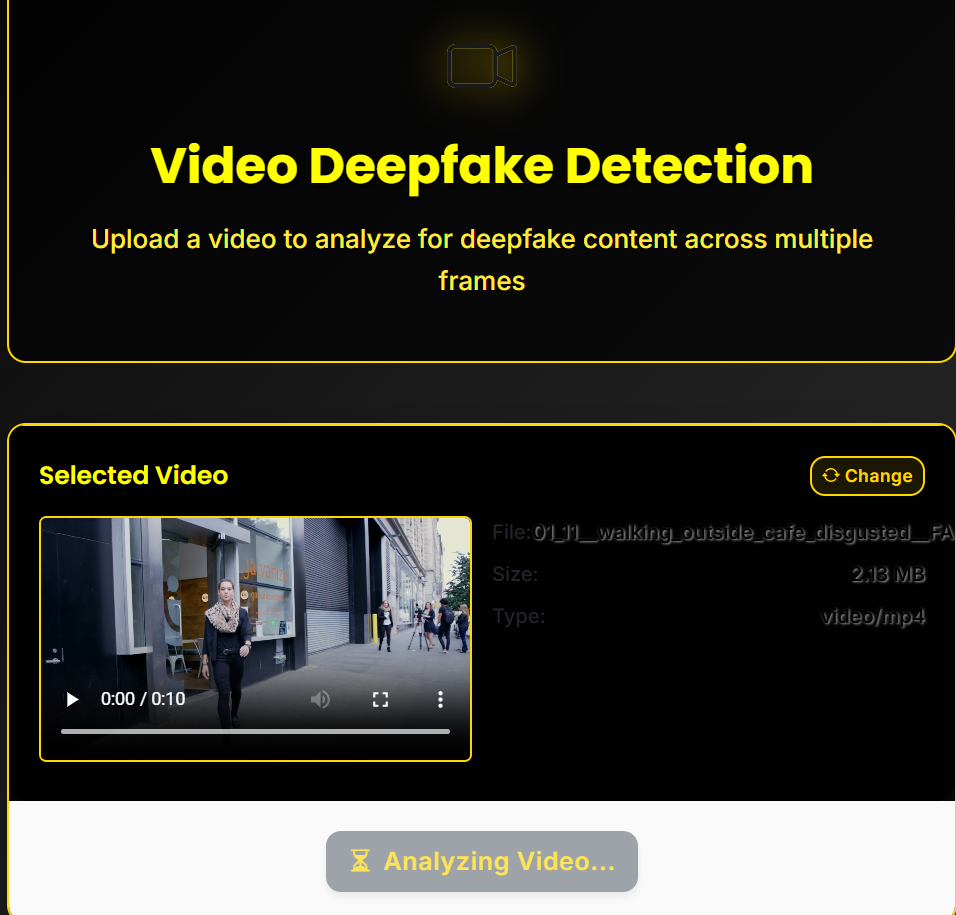 Video Deepfake Detection
Upload a video to analyze for deepfake content across multiple
frames
Selected Video
Change
File: 01_11__walking_outside_cafe_disgusted__FA
Size: 2.13 MB
Type: video/mp4
0:00 / 0:10
Analyzing Video...